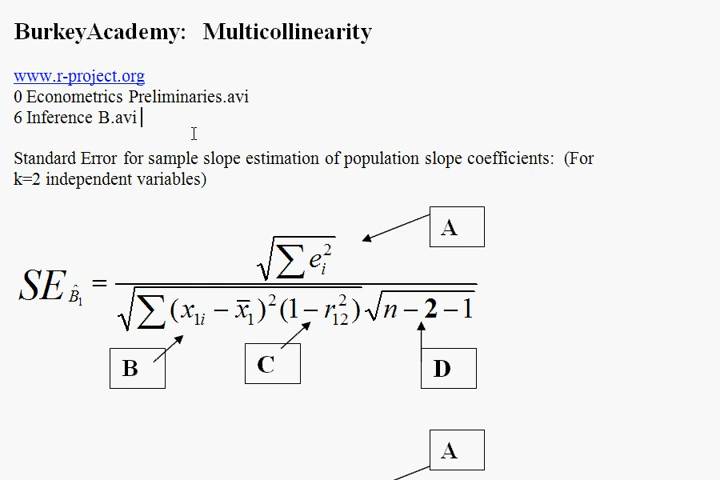 BurkeyAcademy: Multicollinearity
www.r-project.org
0 Econometrics Preliminaries.avi
6 Inference B.avi
Standard Error for sample slope estimation of population slope coefficients: (For
k=2 independent variables)
A
SE_{B̂₁} = √(∑ e_i²) / (√(∑(x_{1i} − x̄₁)²(1 − r₁₂²)) √(n − 2 − 1))
B
C
D
A